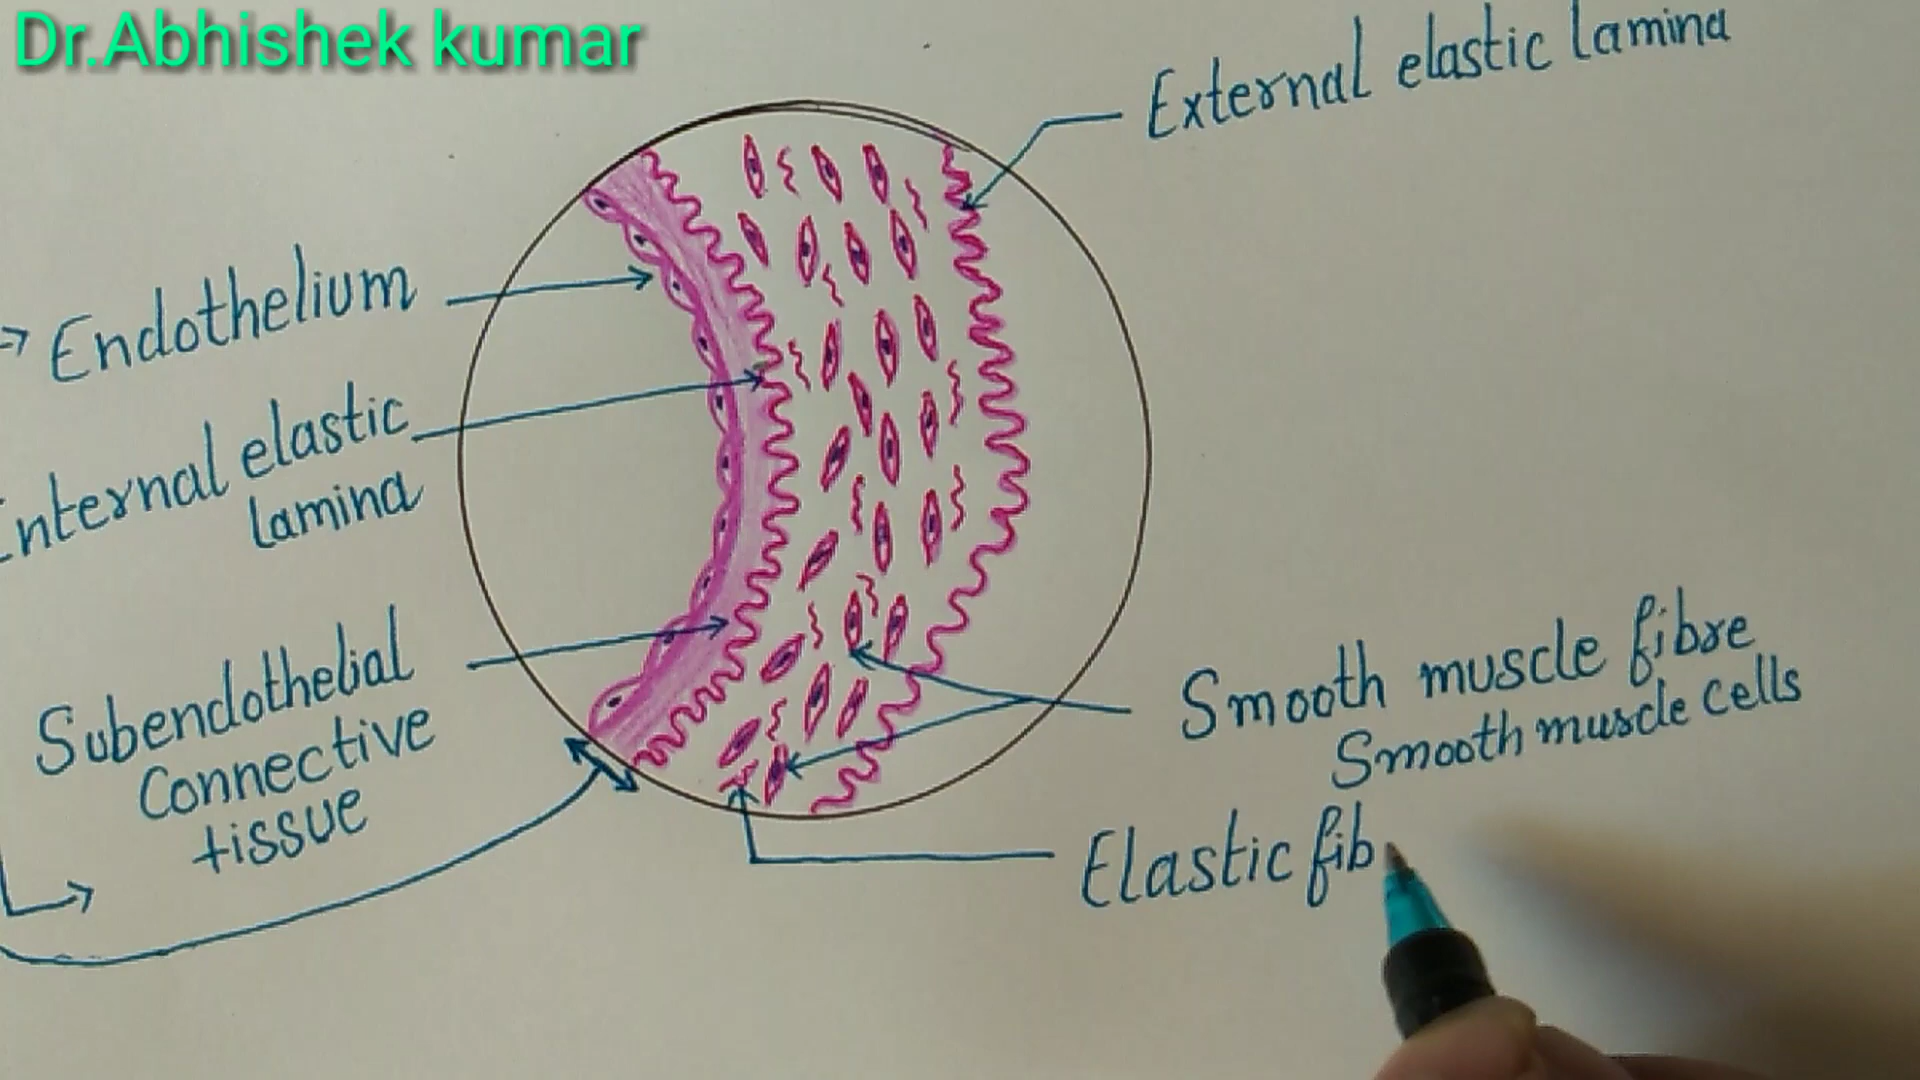 Dr.Abhishek kumar
External elastic lamina
Endothelium
Internal elastic
lamina
Subendothelial
Connective
tissue
Smooth muscle fibre
Smooth muscle cells
Elastic fib